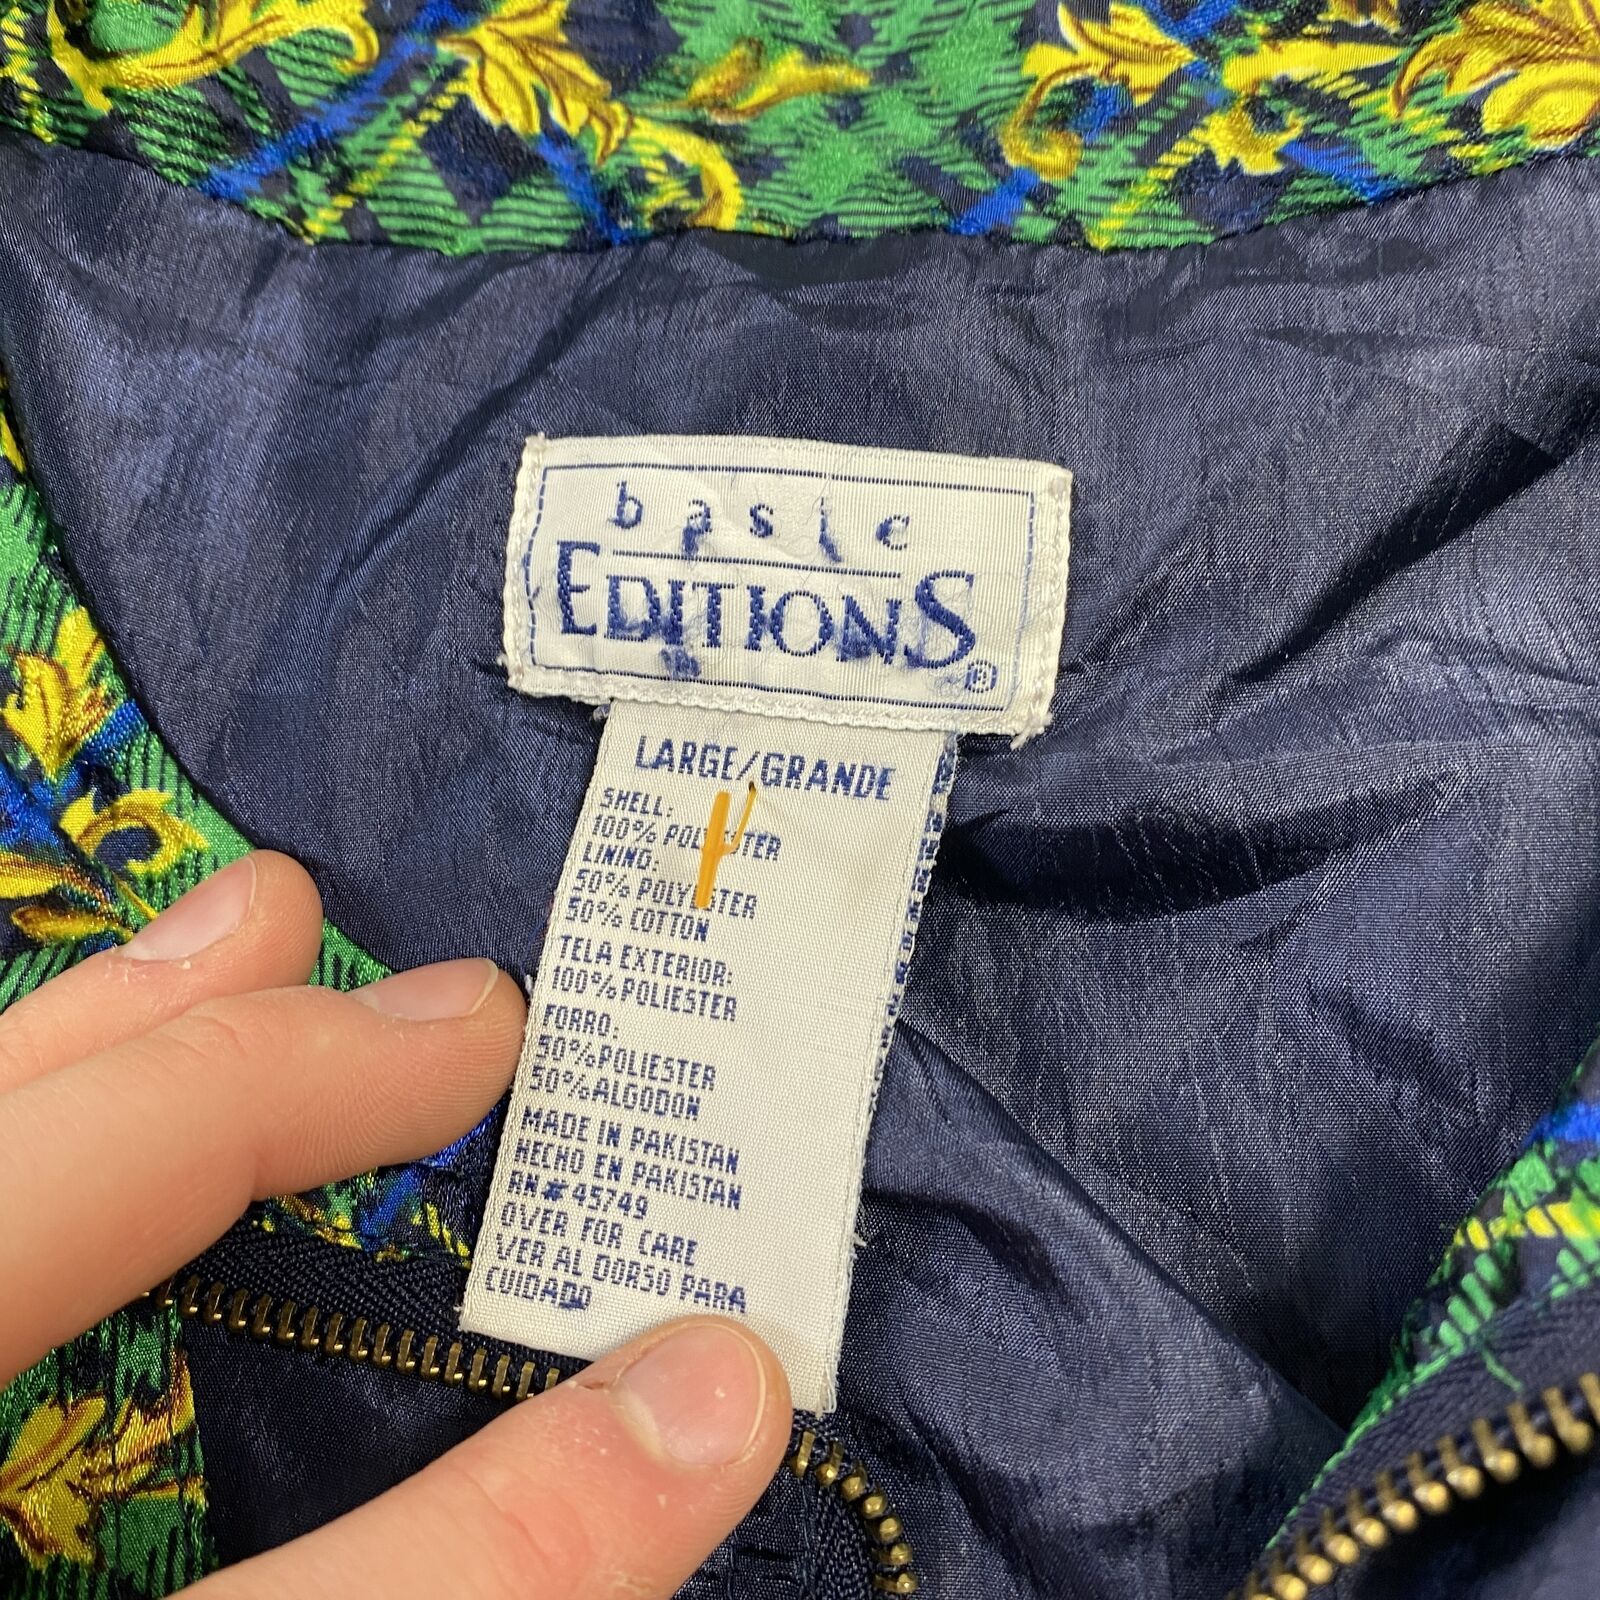 basic
EDITIONS®
LARGE/GRANDE
SHELL:
100%
LINING:
50% POLYESTER
50% COTTON
TELA EXTERIOR:
100% POLIESTER
FORRO:
50% POLIESTER
50% ALGODON
MADE IN PAKISTAN
HECHO EN PAKISTAN
RN # 45749
OVER FOR CARE
VER AL DORSO PARA
CUIDADO